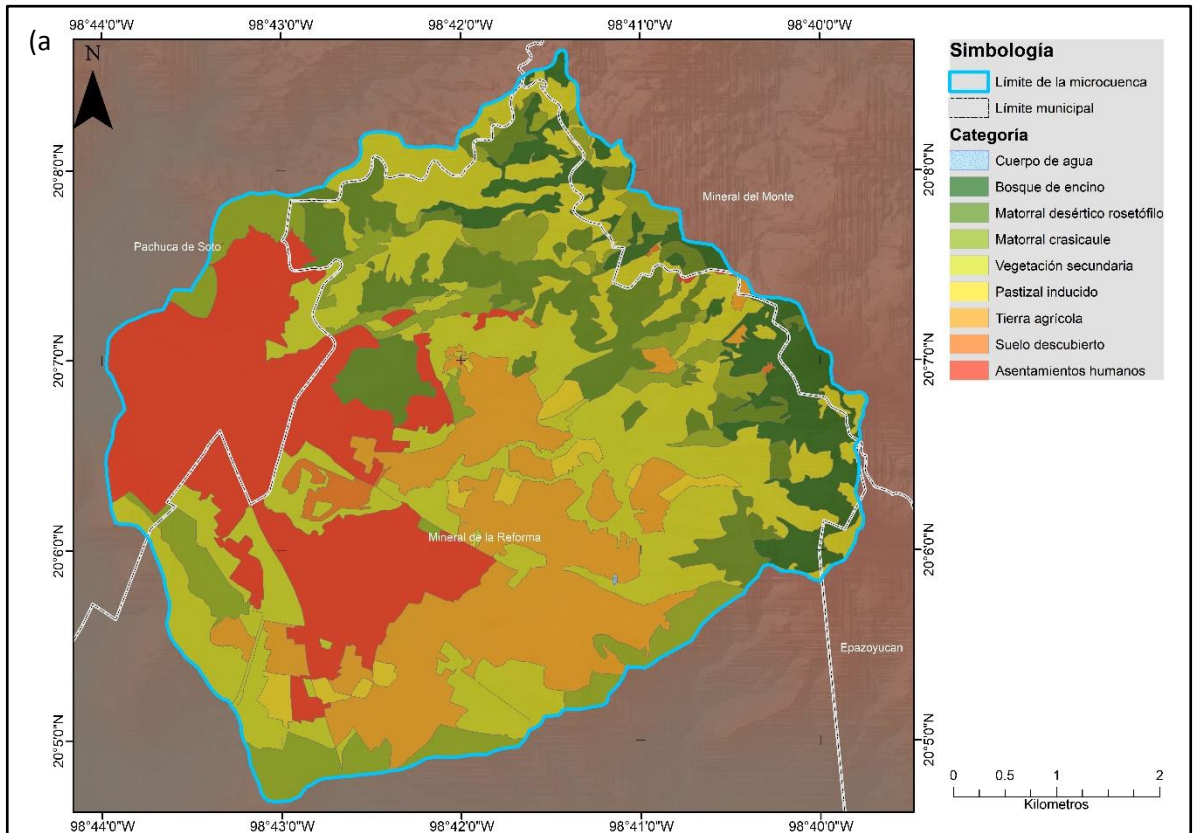 (a
98°44'0"W 98°43'0"W 98°42'0"W 98°41'0"W 98°40'0"W
N
20°8'0"N
20°7'0"N
20°6'0"N
20°5'0"N
Mineral del Monte
Pachuca de Soto
Mineral de la Reforma
Epazoyucan
20°8'0"N
20°7'0"N
20°6'0"N
20°5'0"N
98°44'0"W 98°43'0"W 98°42'0"W 98°41'0"W 98°40'0"W
Simbología
Límite de la microcuenca
Límite municipal
Categoría
Cuerpo de agua
Bosque de encino
Matorral desértico rosetófilo
Matorral crasicaule
Vegetación secundaria
Pastizal inducido
Tierra agrícola
Suelo descubierto
Asentamientos humanos
0 0.5 1 2
Kilometros